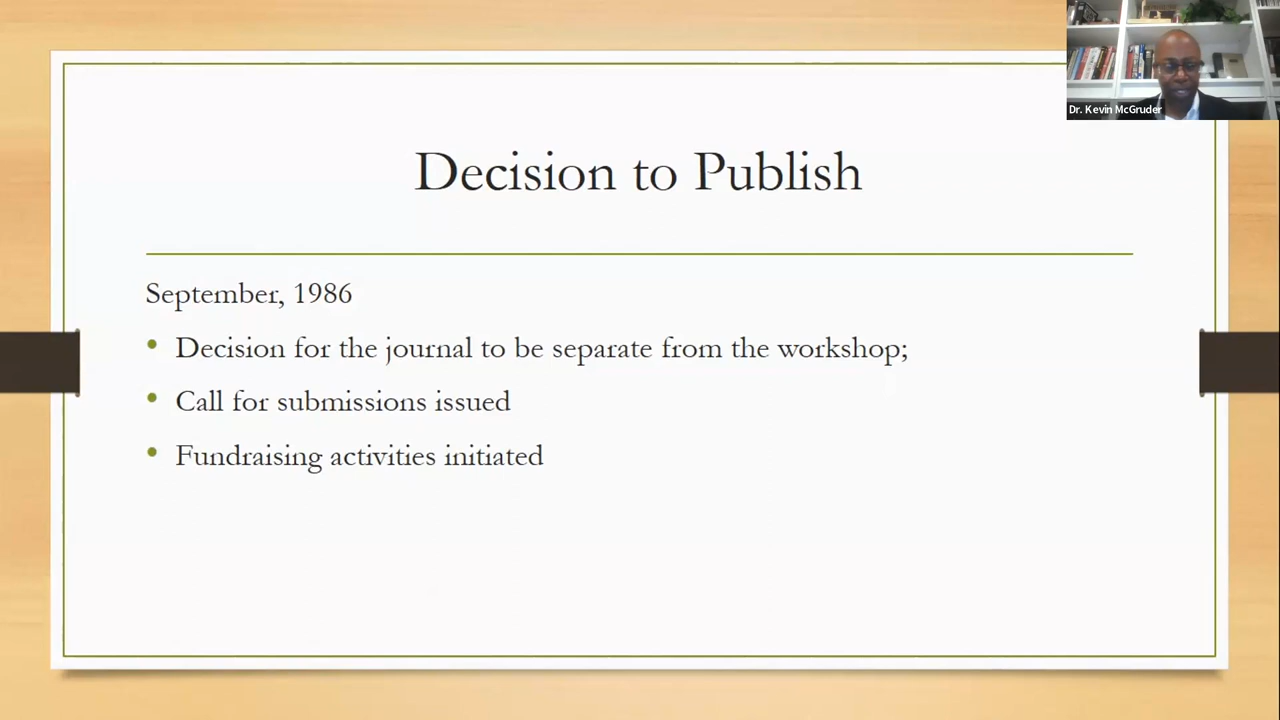 Dr. Kevin McGruder
Decision to Publish
September, 1986
• Decision for the journal to be separate from the workshop;
• Call for submissions issued
• Fundraising activities initiated